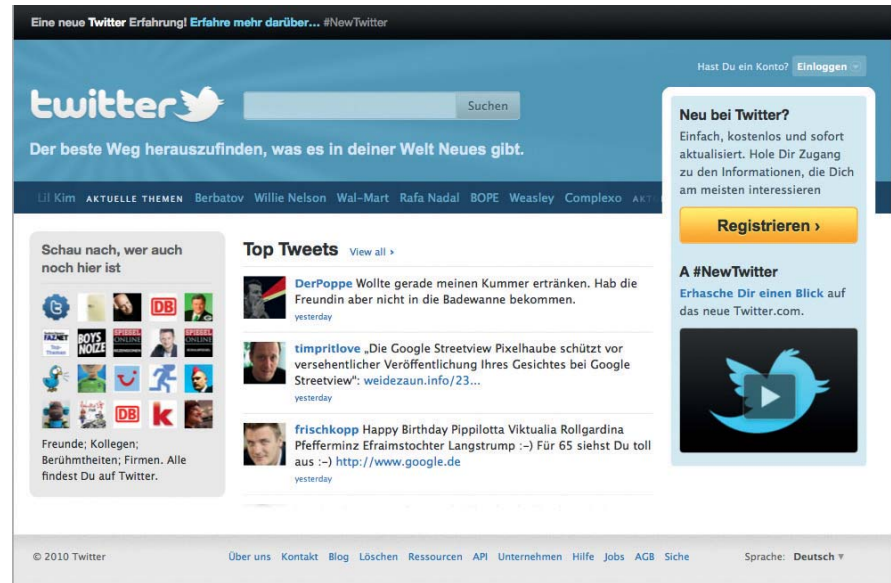 Eine neue Twitter Erfahrung! Erfahre mehr darüber... #NewTwitter
Hast Du ein Konto? Einloggen
twitter
Suchen
Der beste Weg herauszufinden, was es in deiner Welt Neues gibt.
Lil Kim AKTUELLE THEMEN Berbatov Willie Nelson Wal-Mart Rafa Nadal BOPE Weasley Complexo
Neu bei Twitter?
Einfach, kostenlos und sofort
aktualisiert. Hole Dir Zugang
zu den Informationen, die Dich
am meisten interessieren
Registrieren ›
A #NewTwitter
Erhasche Dir einen Blick auf
das neue Twitter.com.
Schau nach, wer auch
noch hier ist
DB
FAZ.NET
BOYS
NOIZE
SPIEGEL
ONLINE
SPIEGEL
ONLINE
DB
k
Freunde; Kollegen;
Berühmtheiten; Firmen. Alle
findest Du auf Twitter.
Top Tweets View all ›
DerPoppe Wollte gerade meinen Kummer ertränken. Hab die
Freundin aber nicht in die Badewanne bekommen.
yesterday
timpritlove „Die Google Streetview Pixelhaube schützt vor
versehentlicher Veröffentlichung Ihres Gesichtes bei Google
Streetview": weidezaun.info/23...
yesterday
frischkopp Happy Birthday Pippilotta Viktualia Rollgardina
Pfefferminz Efraimstochter Langstrump :-) Für 65 siehst Du toll
aus :-) http://www.google.de
yesterday
© 2010 Twitter
Über uns Kontakt Blog Löschen Ressourcen API Unternehmen Hilfe Jobs AGB Siche
Sprache: Deutsch